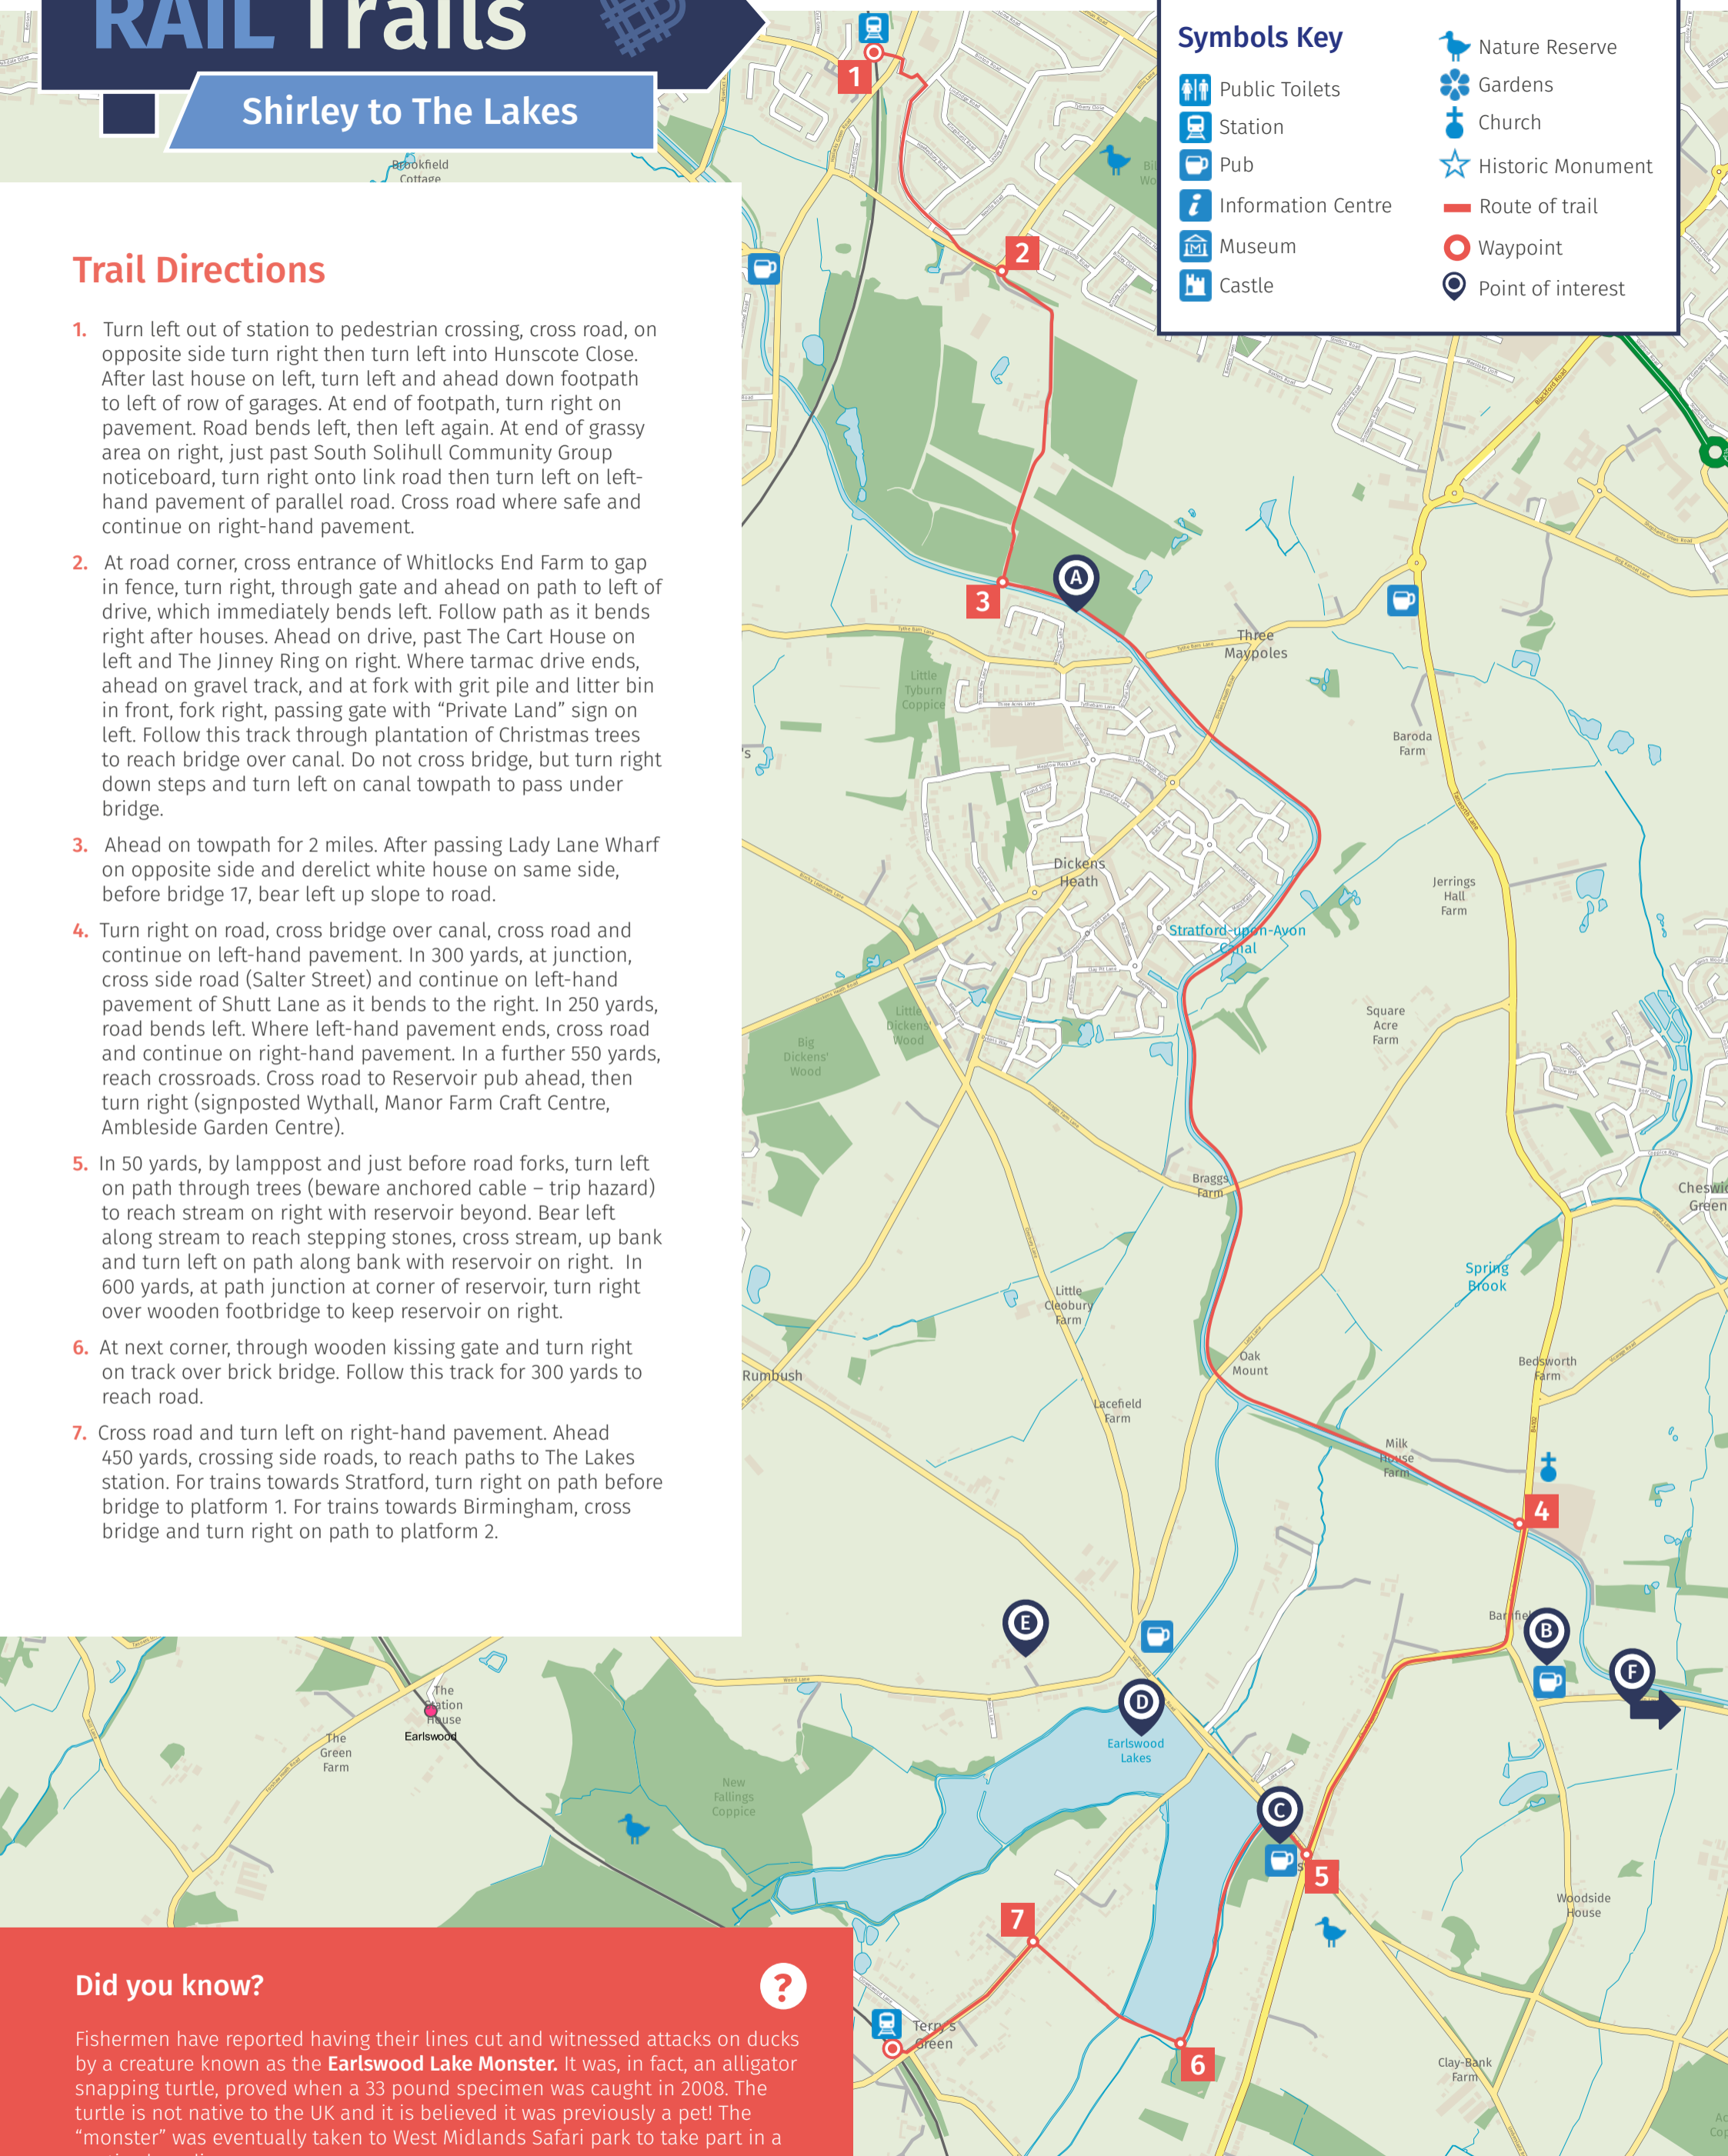 RAIL Trails
Shirley to The Lakes
Symbols Key
Public Toilets
Station
Pub
Information Centre
Museum
Castle
Nature Reserve
Gardens
Church
Historic Monument
Route of trail
Waypoint
Point of interest
Trail Directions
1. Turn left out of station to pedestrian crossing, cross road, on
opposite side turn right then turn left into Hunscote Close.
After last house on left, turn left and ahead down footpath
to left of row of garages. At end of footpath, turn right on
pavement. Road bends left, then left again. At end of grassy
area on right, just past South Solihull Community Group
noticeboard, turn right onto link road then turn left on left-
hand pavement of parallel road. Cross road where safe and
continue on right-hand pavement.
2. At road corner, cross entrance of Whitlocks End Farm to gap
in fence, turn right, through gate and ahead on path to left of
drive, which immediately bends left. Follow path as it bends
right after houses. Ahead on drive, past The Cart House on
left and The Jinney Ring on right. Where tarmac drive ends,
ahead on gravel track, and at fork with grit pile and litter bin
in front, fork right, passing gate with “Private Land” sign on
left. Follow this track through plantation of Christmas trees
to reach bridge over canal. Do not cross bridge, but turn right
down steps and turn left on canal towpath to pass under
bridge.
3. Ahead on towpath for 2 miles. After passing Lady Lane Wharf
on opposite side and derelict white house on same side,
before bridge 17, bear left up slope to road.
4. Turn right on road, cross bridge over canal, cross road and
continue on left-hand pavement. In 300 yards, at junction,
cross side road (Salter Street) and continue on left-hand
pavement of Shutt Lane as it bends to the right. In 250 yards,
road bends left. Where left-hand pavement ends, cross road
and continue on right-hand pavement. In a further 550 yards,
reach crossroads. Cross road to Reservoir pub ahead, then
turn right (signposted Wythall, Manor Farm Craft Centre,
Ambleside Garden Centre).
5. In 50 yards, by lamppost and just before road forks, turn left
on path through trees (beware anchored cable – trip hazard)
to reach stream on right with reservoir beyond. Bear left
along stream to reach stepping stones, cross stream, up bank
and turn left on path along bank with reservoir on right. In
600 yards, at path junction at corner of reservoir, turn right
over wooden footbridge to keep reservoir on right.
6. At next corner, through wooden kissing gate and turn right
on track over brick bridge. Follow this track for 300 yards to
reach road.
7. Cross road and turn left on right-hand pavement. Ahead
450 yards, crossing side roads, to reach paths to The Lakes
station. For trains towards Stratford, turn right on path before
bridge to platform 1. For trains towards Birmingham, cross
bridge and turn right on path to platform 2.
Did you know?
?
Fishermen have reported having their lines cut and witnessed attacks on ducks
by a creature known as the Earlswood Lake Monster. It was, in fact, an alligator
snapping turtle, proved when a 33 pound specimen was caught in 2008. The
turtle is not native to the UK and it is believed it was previously a pet! The
“monster” was eventually taken to West Midlands Safari park to take part in a
Brookfield
Cottage
1
2
A
3
Three
Maypoles
Tythe Barn Lane
Tythe Barn Lane
Little
Tyburn
Coppice
Baroda
Farm
Blackford Road
Dickens
Heath
Jerrings
Hall
Farm
Stratford-upon-Avon
Canal
Little
Dickens'
Wood
Big
Dickens'
Wood
Square
Acre
Farm
Braggs
Farm
Green
Spring
Brook
Little
Cleobury
Farm
Oak
Mount
Bedsworth
Farm
Rumbush
Lacefield
Farm
Milk
House
Farm
4
E
B
F
D
Earlswood
Lakes
Wood Lane
The
Station
House
Earlswood
The
Green
Farm
New
Fallings
Coppice
C
5
Woodside
House
7
Terry's
Green
6
Clay-Bank
Farm